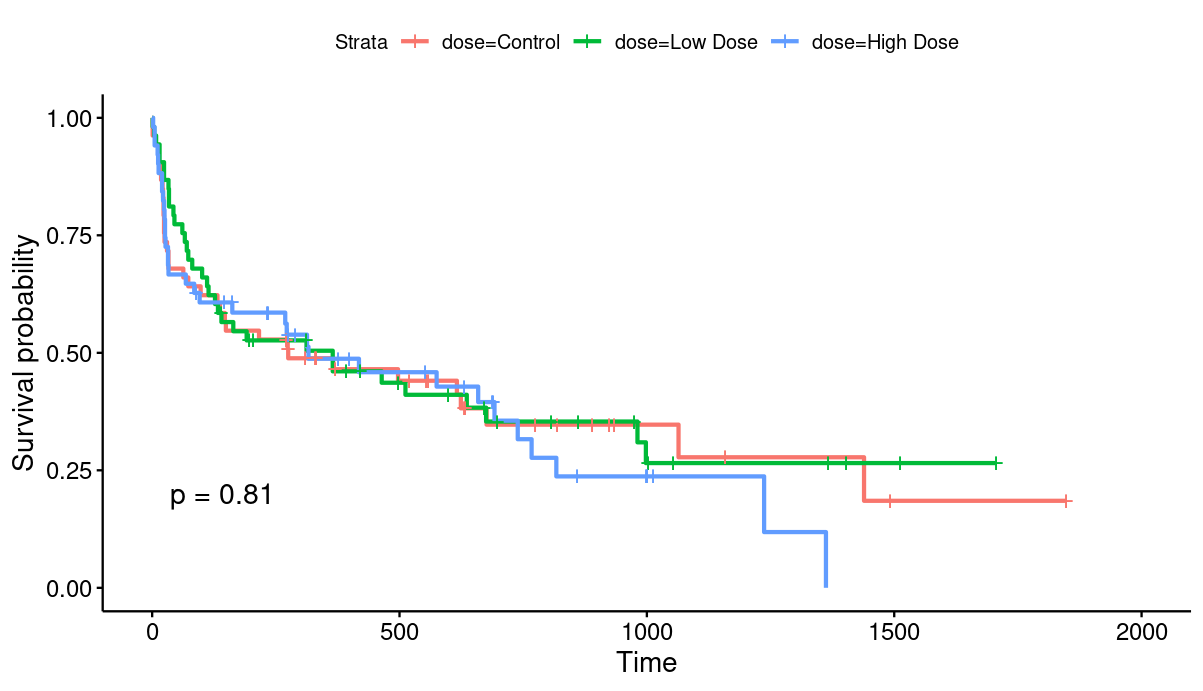 Strata dose=Control dose=Low Dose dose=High Dose
1.00
0.75
0.50
0.25
0.00
Survival probability
p = 0.81
0 500 1000 1500 2000
Time